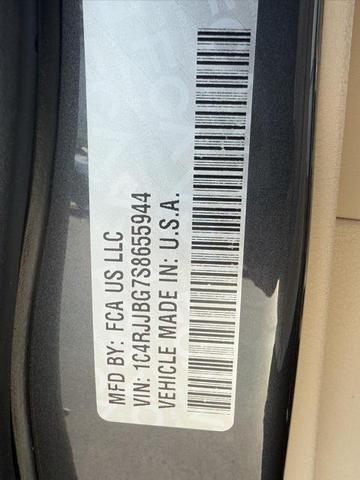 MFD BY: FCA US LLC
VIN: 1C4RJJBG7S8655944
VEHICLE MADE IN: U.S.A.